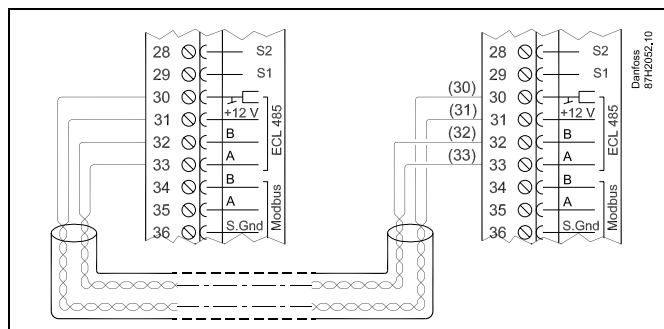 28 S2
29 S1
30
31 +12 V
32 B
33 A
34 B
35 A
36 S.Gnd
ECL 485
Modbus
28 S2
29 S1
(30) 30
(31) 31 +12 V
(32) 32 B
(33) 33 A
34 B
35 A
36 S.Gnd
ECL 485
Modbus
Danfoss
87H2052.10